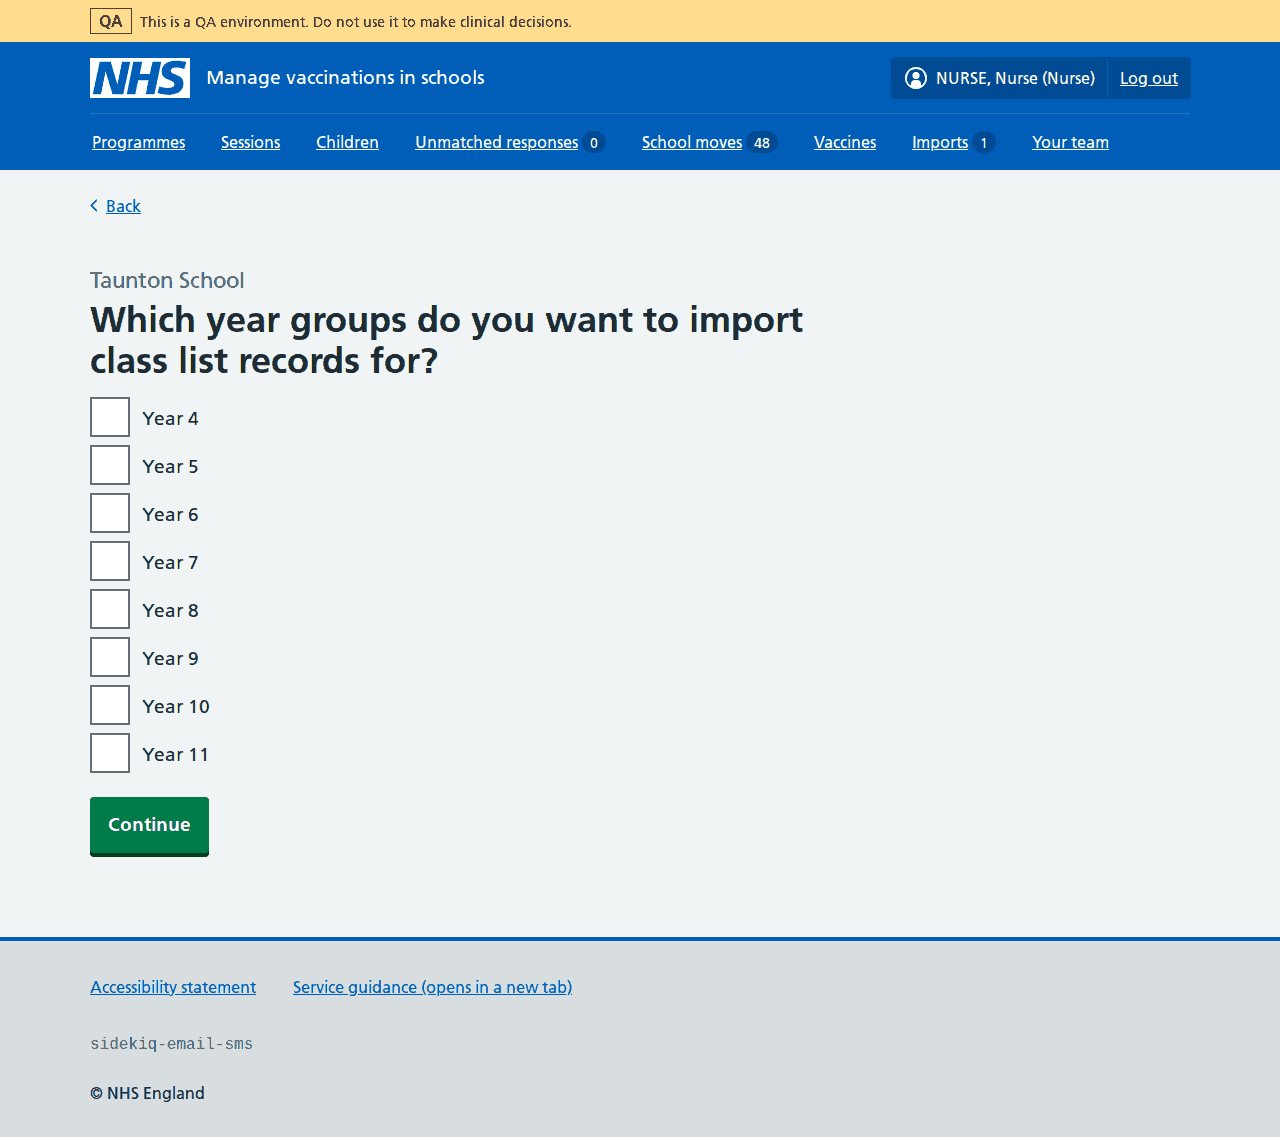 QA This is a QA environment. Do not use it to make clinical decisions.
NHS Manage vaccinations in schools NURSE, Nurse (Nurse) Log out
Programmes Sessions Children Unmatched responses 0 School moves 48 Vaccines Imports 1 Your team
Back
Taunton School
Which year groups do you want to import
class list records for?
Year 4
Year 5
Year 6
Year 7
Year 8
Year 9
Year 10
Year 11
Continue
Accessibility statement Service guidance (opens in a new tab)
sidekiq-email-sms
© NHS England